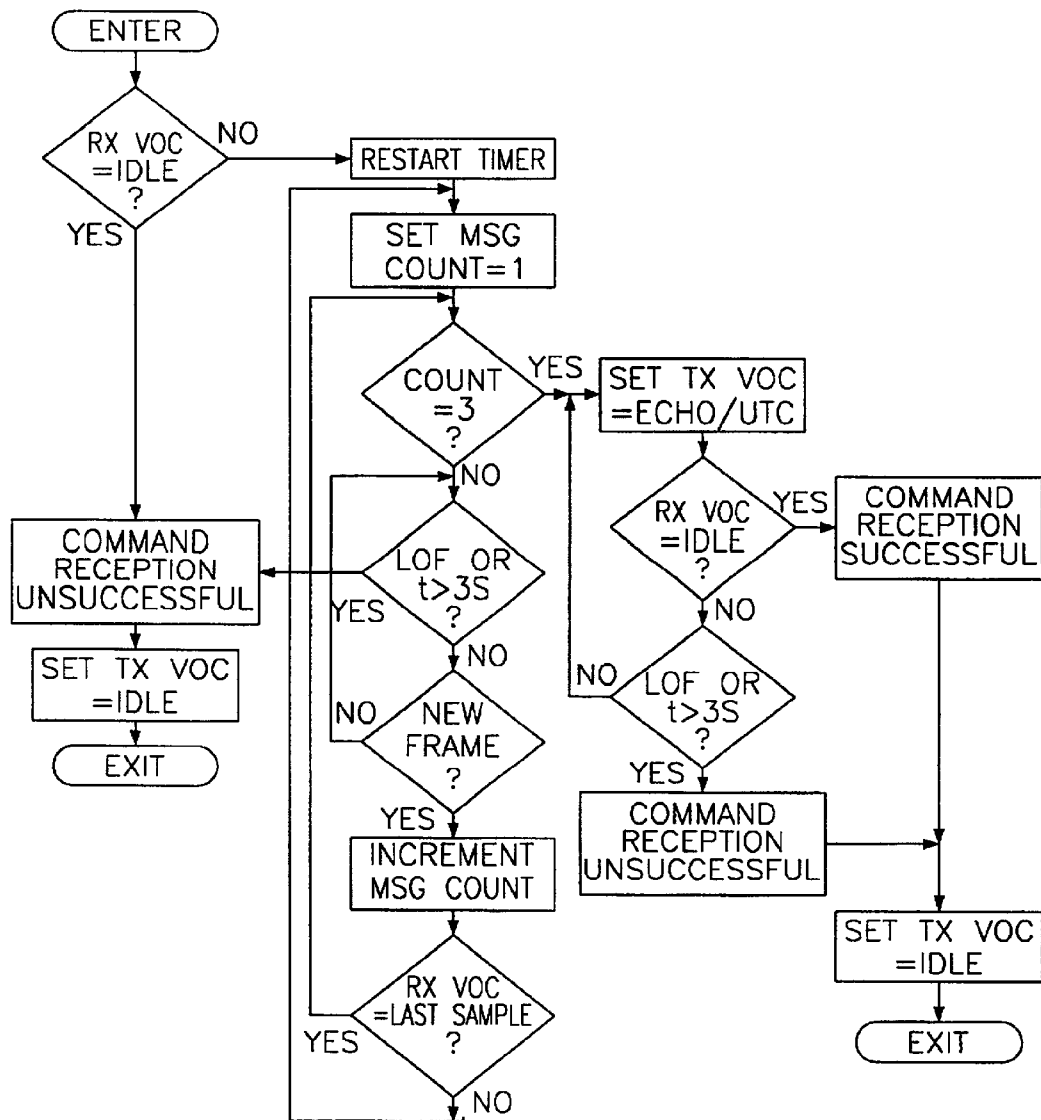 ENTER
RX VOC
=IDLE
?
NO
YES
RESTART TIMER
SET MSG
COUNT=1
COUNT
=3
?
YES
NO
SET TX VOC
=ECHO/UTC
RX VOC
=IDLE
?
YES
NO
COMMAND
RECEPTION
SUCCESSFUL
COMMAND
RECEPTION
UNSUCCESSFUL
LOF OR
t>3S
?
YES
NO
SET TX VOC
=IDLE
EXIT
NEW
FRAME
?
NO
YES
LOF OR
t>3S
?
NO
YES
COMMAND
RECEPTION
UNSUCCESSFUL
INCREMENT
MSG COUNT
RX VOC
=LAST SAMPLE
?
YES
NO
SET TX VOC
=IDLE
EXIT